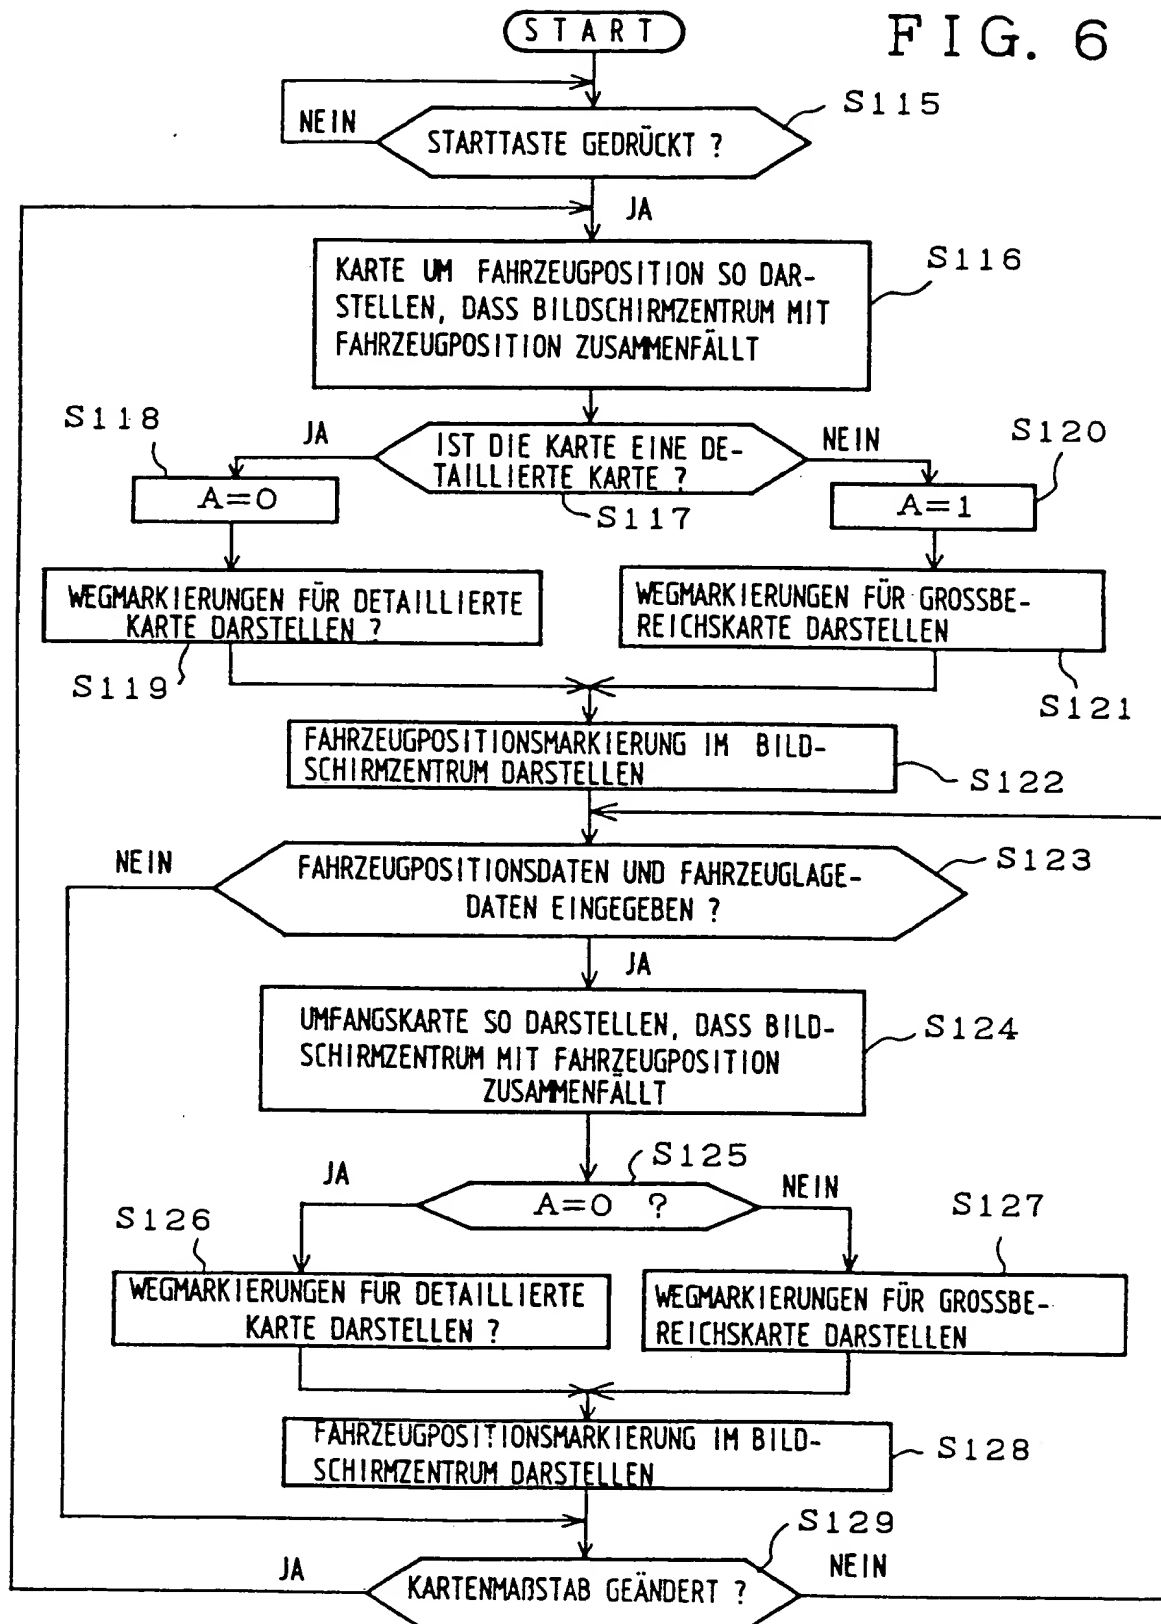 START
FIG. 6
S115
NEIN
STARTTASTE GEDRÜCKT ?
JA
S116
KARTE UM FAHRZEUGPOSITION SO DAR-
STELLEN, DASS BILDSCHIRMZENTRUM MIT
FAHRZEUGPOSITION ZUSAMMENFÄLLT
S118
JA
IST DIE KARTE EINE DE-
TAILLIERTE KARTE ?
NEIN
S120
A=0
S117
A=1
WEGMARKIERUNGEN FÜR DETAILLIERTE
KARTE DARSTELLEN ?
WEGMARKIERUNGEN FÜR GROSSBE-
REICHSKARTE DARSTELLEN
S119
S121
FAHRZEUGPOSITIONSMARKIERUNG IM BILD-
SCHIRMZENTRUM DARSTELLEN
S122
NEIN
FAHRZEUGPOSITIONSDATEN UND FAHRZEUGLAGE-
DATEN EINGEGEBEN ?
S123
JA
UMFANGSKARTE SO DARSTELLEN, DASS BILD-
SCHIRMZENTRUM MIT FAHRZEUGPOSITION
ZUSAMMENFÄLLT
S124
S125
JA
A=0 ?
NEIN
S126
S127
WEGMARKIERUNGEN FUR DETAILLIERTE
KARTE DARSTELLEN ?
WEGMARKIERUNGEN FÜR GROSSBE-
REICHSKARTE DARSTELLEN
FAHRZEUGPOSITIONSMARKIERUNG IM BILD-
SCHIRMZENTRUM DARSTELLEN
S128
S129
JA
KARTENMAßSTAB GEÄNDERT ?
NEIN